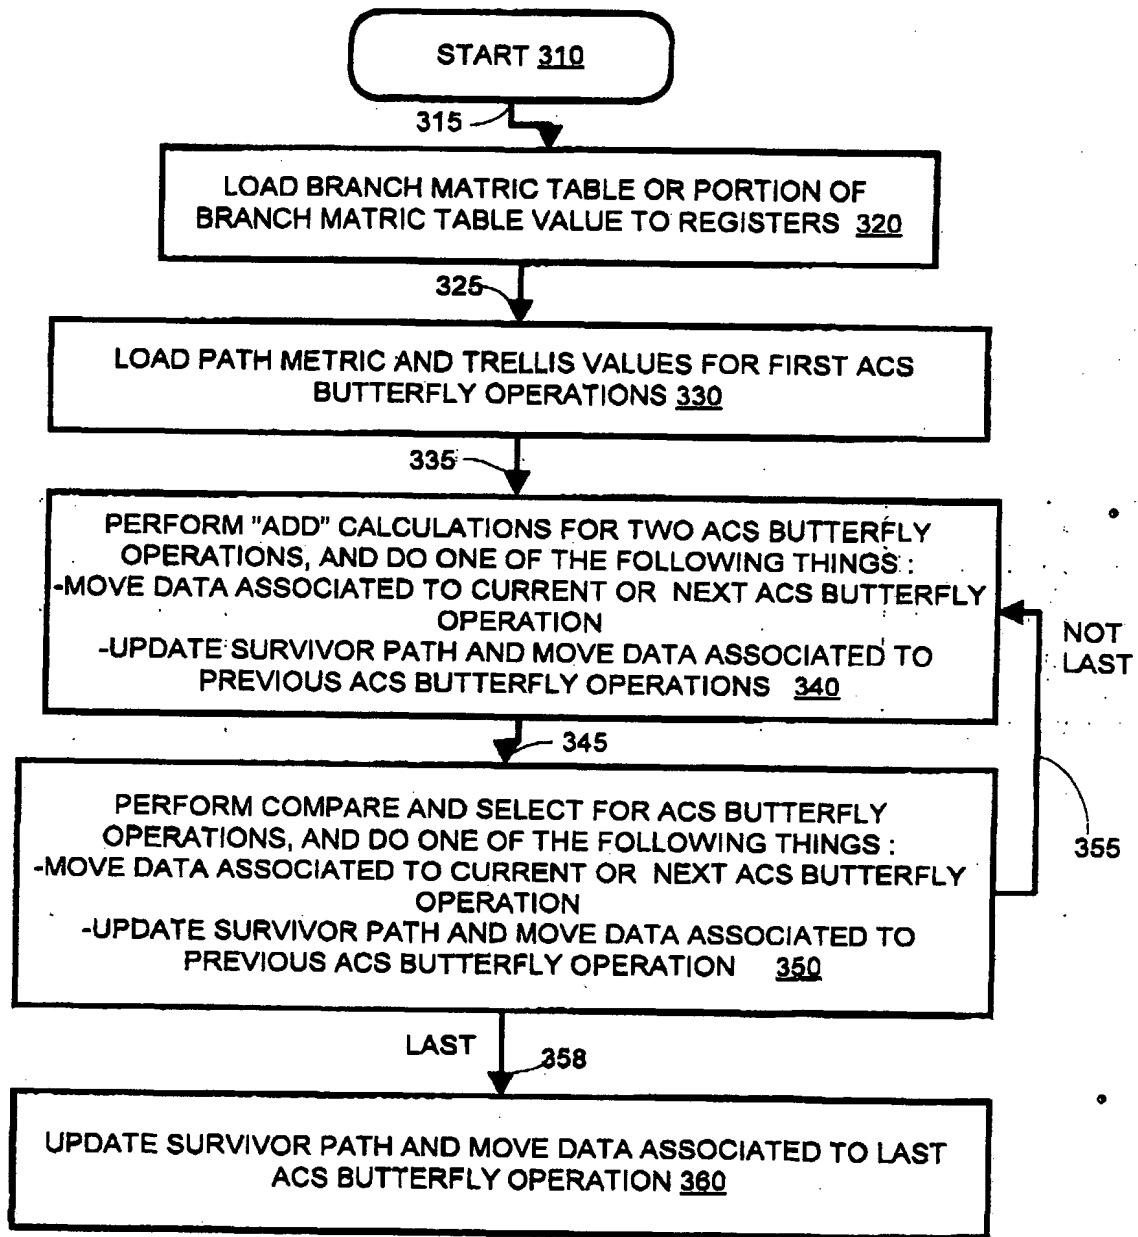 START 310
315
LOAD BRANCH MATRIC TABLE OR PORTION OF
BRANCH MATRIC TABLE VALUE TO REGISTERS 320
325
LOAD PATH METRIC AND TRELLIS VALUES FOR FIRST ACS
BUTTERFLY OPERATIONS 330
335
PERFORM "ADD" CALCULATIONS FOR TWO ACS BUTTERFLY
OPERATIONS, AND DO ONE OF THE FOLLOWING THINGS :
-MOVE DATA ASSOCIATED TO CURRENT OR NEXT ACS BUTTERFLY
OPERATION
-UPDATE SURVIVOR PATH AND MOVE DATA ASSOCIATED TO
PREVIOUS ACS BUTTERFLY OPERATIONS 340
NOT
LAST
345
PERFORM COMPARE AND SELECT FOR ACS BUTTERFLY
OPERATIONS, AND DO ONE OF THE FOLLOWING THINGS :
-MOVE DATA ASSOCIATED TO CURRENT OR NEXT ACS BUTTERFLY
OPERATION
-UPDATE SURVIVOR PATH AND MOVE DATA ASSOCIATED TO
PREVIOUS ACS BUTTERFLY OPERATION 350
355
LAST
358
UPDATE SURVIVOR PATH AND MOVE DATA ASSOCIATED TO LAST
ACS BUTTERFLY OPERATION 360